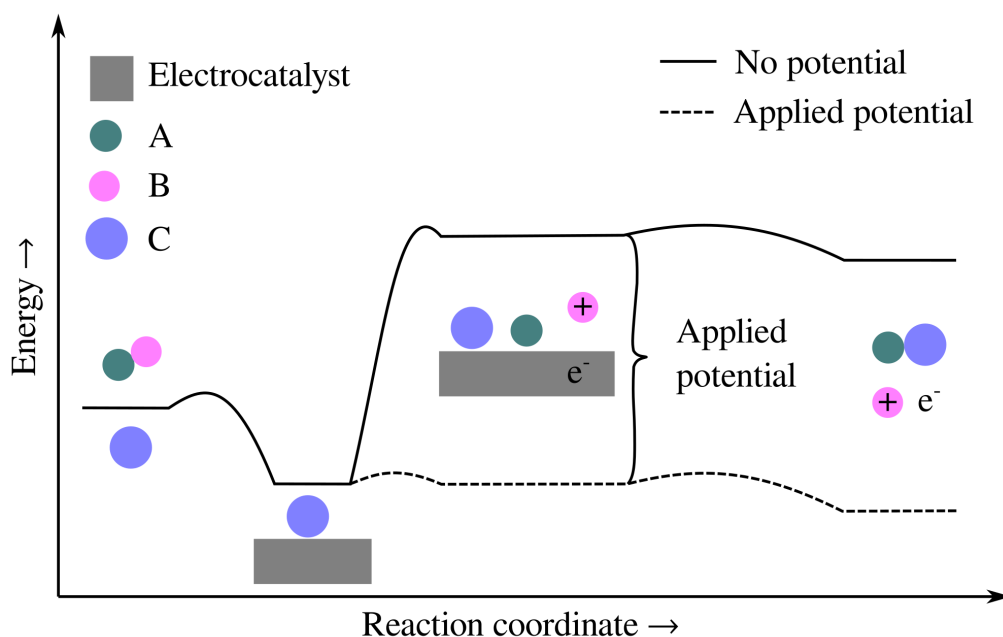 Electrocatalyst
A
B
C
No potential
Applied potential
Energy →
+
e-
Applied
potential
+ e-
Reaction coordinate →